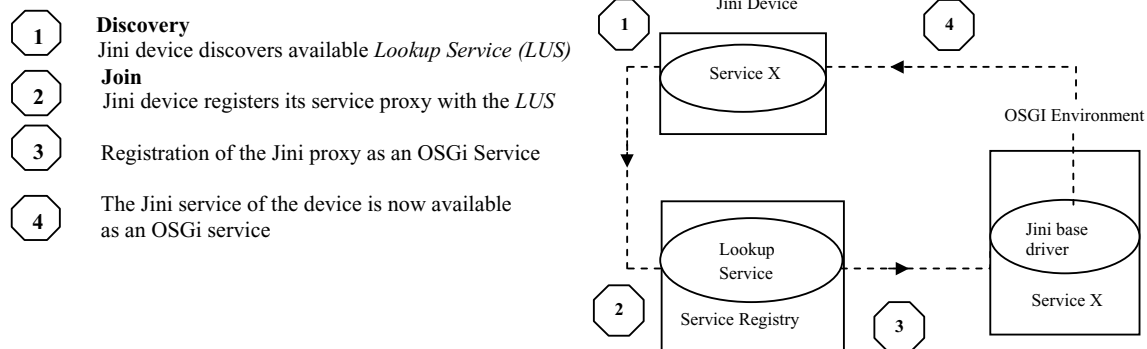 1
Discovery
Jini device discovers available Lookup Service (LUS)
2
Join
Jini device registers its service proxy with the LUS
3
Registration of the Jini proxy as an OSGi Service
4
The Jini service of the device is now available
as an OSGi service
Jini Device
1
4
Service X
OSGI Environment
Lookup
Service
Jini base
driver
Service X
2
Service Registry
3